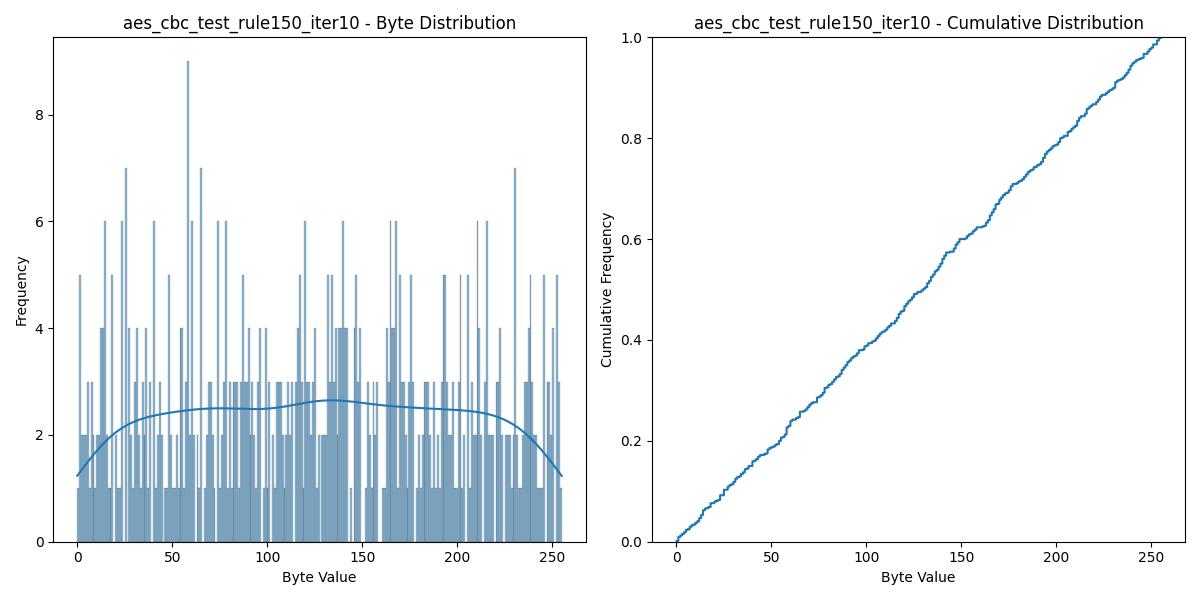 aes_cbc_test_rule150_iter10 - Byte Distribution
Frequency
8
6
4
2
0
0 50 100 150 200 250
Byte Value
aes_cbc_test_rule150_iter10 - Cumulative Distribution
Cumulative Frequency
1.0
0.8
0.6
0.4
0.2
0.0
0 50 100 150 200 250
Byte Value